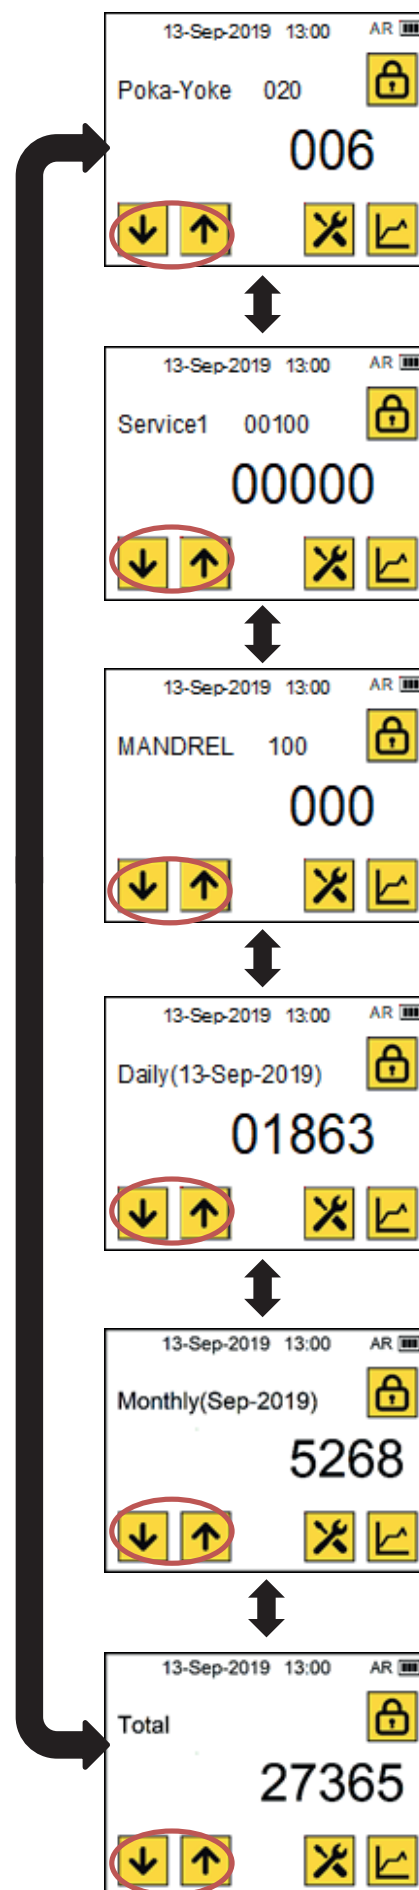 13-Sep-2019 13:00 AR
Poka-Yoke 020
006
13-Sep-2019 13:00 AR
Service1 00100
00000
13-Sep-2019 13:00 AR
MANDREL 100
000
13-Sep-2019 13:00 AR
Daily(13-Sep-2019)
01863
13-Sep-2019 13:00 AR
Monthly(Sep-2019)
5268
13-Sep-2019 13:00 AR
Total
27365